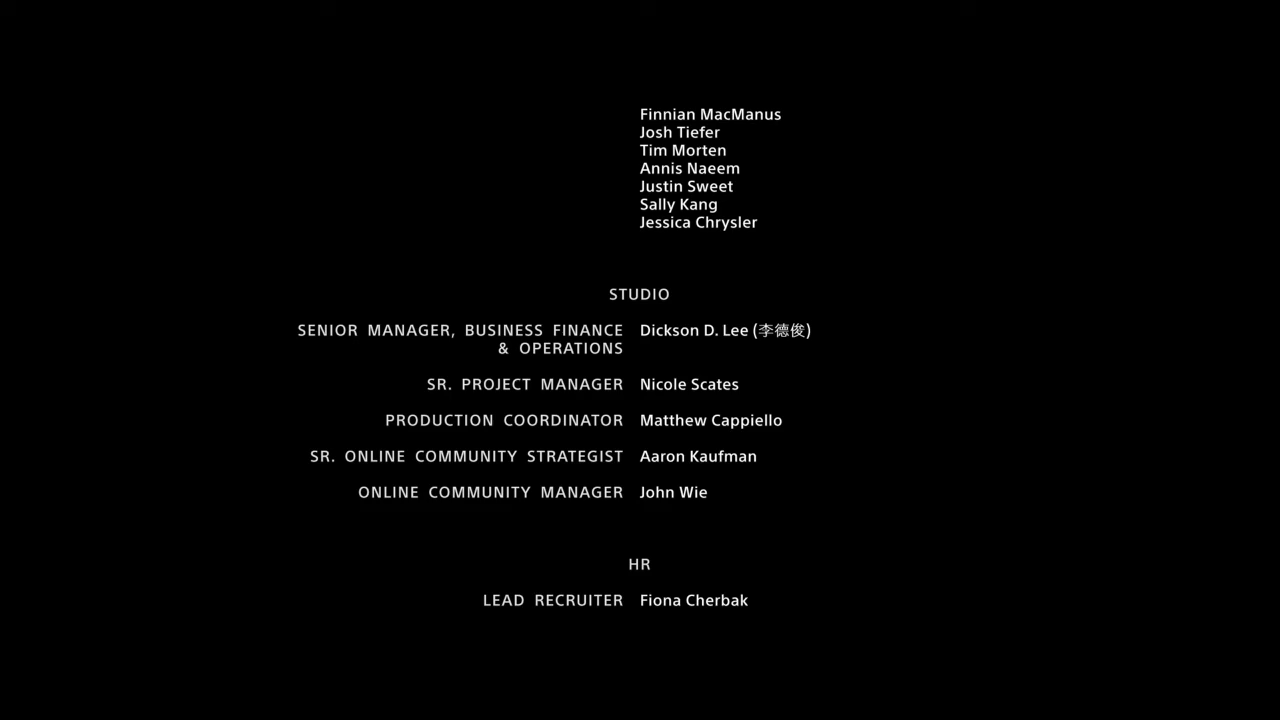 Finnian MacManus
Josh Tiefer
Tim Morten
Annis Naeem
Justin Sweet
Sally Kang
Jessica Chrysler
STUDIO
SENIOR MANAGER, BUSINESS FINANCE Dickson D. Lee (李德俊)
& OPERATIONS
SR. PROJECT MANAGER Nicole Scates
PRODUCTION COORDINATOR Matthew Cappiello
SR. ONLINE COMMUNITY STRATEGIST Aaron Kaufman
ONLINE COMMUNITY MANAGER John Wie
HR
LEAD RECRUITER Fiona Cherbak